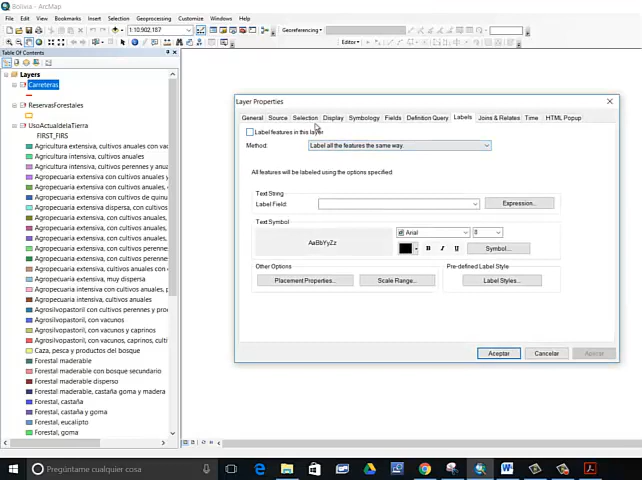 Bolivia - ArcMap
File Edit View Bookmarks Insert Selection Geoprocessing Customize Windows Help
1:10.902.187
Georeferencing
Editor
Table Of Contents
Layers
Carreteras
ReservasForestales
UsoActualdelaTierra
FIRST_FIRS
Agricultura extensiva, cultivos anuales con vac
Agricultura intensiva, cultivos anuales
Agricultura intensiva, cultivos perennes y anua
Agropecuaria extensiva con cultivos anuales
Agropecuaria extensiva con cultivos anuales
Agropecuaria extensiva con cultivos de quinu
Agropecuaria extensiva dispersa, con cultivos
Agropecuaria extensiva, con cultivos anuales
Agropecuaria extensiva, con cultivos anuales
Agropecuaria extensiva, con cultivos perennes
Agropecuaria extensiva, con cultivos perennes
Agropecuaria extensiva, cultivos anuales con
Agropecuaria extensiva, muy dispersa
Agropecuaria intensiva con cultivos anuales, p
Agropecuaria intensiva, cultivos anuales
Agrosilvopastoril con cultivos perennes y pro
Agrosilvopastoril, con vacunos
Agrosilvopastoril, con vacunos y caprinos
Agrosilvopastoril, con vacunos, caprinos, culti
Caza, pesca y productos del bosque
Forestal maderable
Forestal maderable con bosque secundario
Forestal maderable disperso
Forestal maderable, castaña goma y madera
Forestal, castaña
Forestal, castaña y goma
Forestal, eucalipto
Forestal, goma
Layer Properties
General Source Selection Display Symbology Fields Definition Query Labels Joins & Relates Time HTML Popup
Label features in this layer
Method: Label all the features the same way.
All features will be labeled using the options specified
Text String
Label Field: Expression...
Text Symbol
AaBbYyZz
Arial 8
B I U Symbol...
Other Options
Placement Properties... Scale Range...
Pre-defined Label Style
Label Styles...
Aceptar Cancelar Aplicar
Pregúntame cualquier cosa